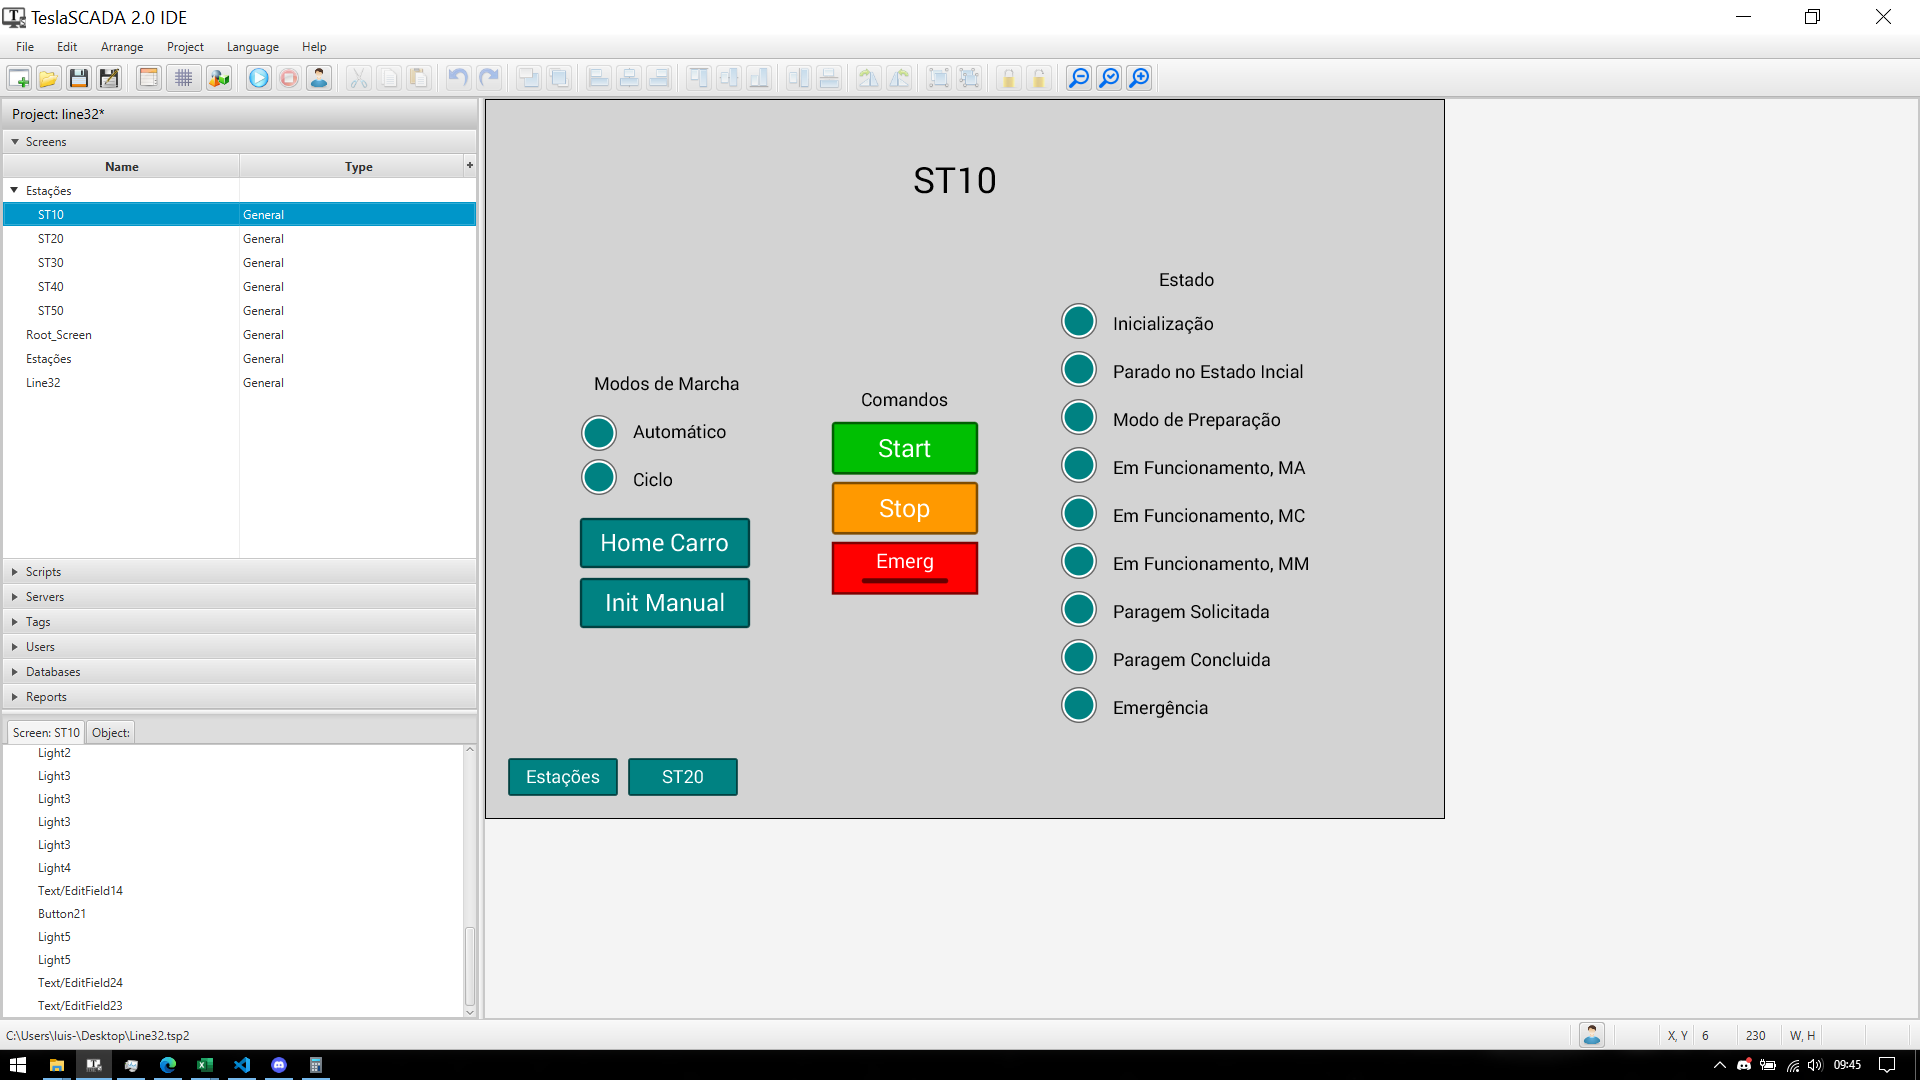 TeslaSCADA 2.0 IDE
File Edit Arrange Project Language Help
Project: line32*
Screens
Name Type +
Estações
ST10 General
ST20 General
ST30 General
ST40 General
ST50 General
Root_Screen General
Estações General
Line32 General
Scripts
Servers
Tags
Users
Databases
Reports
Screen: ST10 Object:
Light2
Light3
Light3
Light3
Light3
Light4
Text/EditField14
Button21
Light5
Light5
Text/EditField24
Text/EditField23
ST10
Modos de Marcha
Automático
Ciclo
Home Carro
Init Manual
Comandos
Start
Stop
Emerg
Estado
Inicialização
Parado no Estado Incial
Modo de Preparação
Em Funcionamento, MA
Em Funcionamento, MC
Em Funcionamento, MM
Paragem Solicitada
Paragem Concluida
Emergência
Estações ST20
C:\Users\luis-\Desktop\Line32.tsp2
X, Y 6 230 W, H
09:45